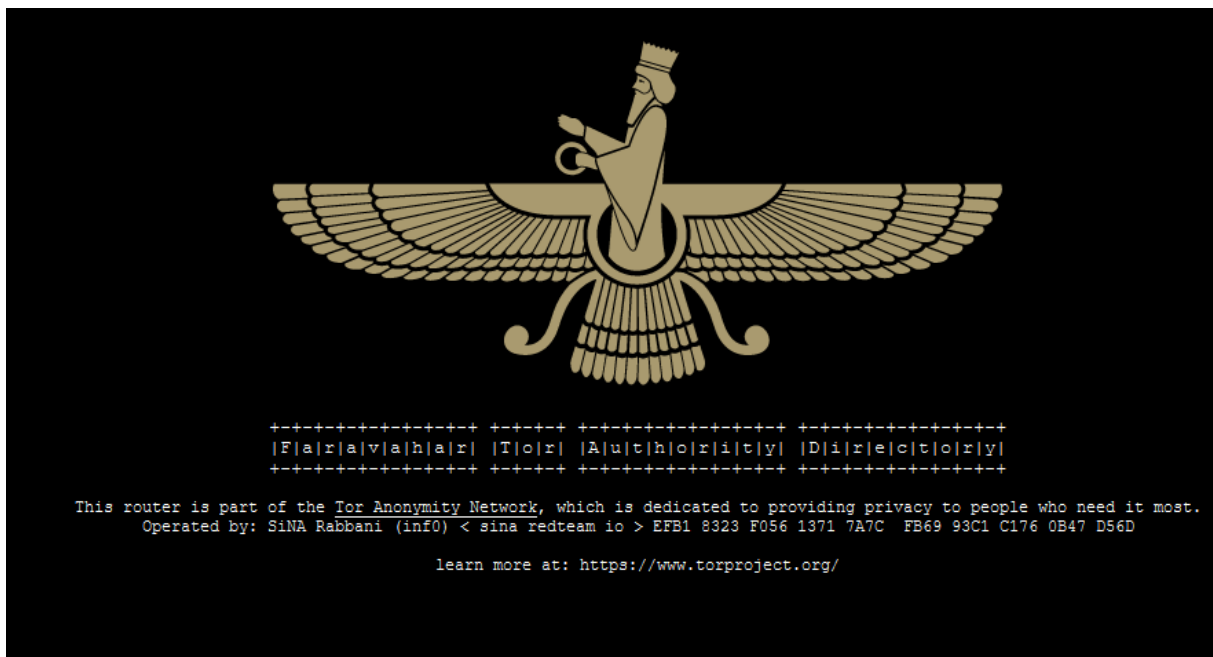 +-+-+-+-+-+-+-+-+ +-+-+-+ +-+-+-+-+-+-+-+-+-+ +-+-+-+-+-+-+-+-+-+
|F|a|r|a|v|a|h|a|r| |T|o|r| |A|u|t|h|o|r|i|t|y| |D|i|r|e|c|t|o|r|y|
+-+-+-+-+-+-+-+-+ +-+-+-+ +-+-+-+-+-+-+-+-+-+ +-+-+-+-+-+-+-+-+-+
This router is part of the Tor Anonymity Network, which is dedicated to providing privacy to people who need it most.
Operated by: SiNA Rabbani (inf0) < sina redteam io > EFB1 8323 F056 1371 7A7C  FB69 93C1 C176 0B47 D56D
learn more at: https://www.torproject.org/